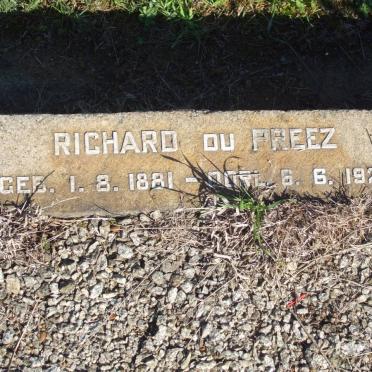 RICHARD DU PREEZ
GEB. 1. 8. 1881 - 6. 6.